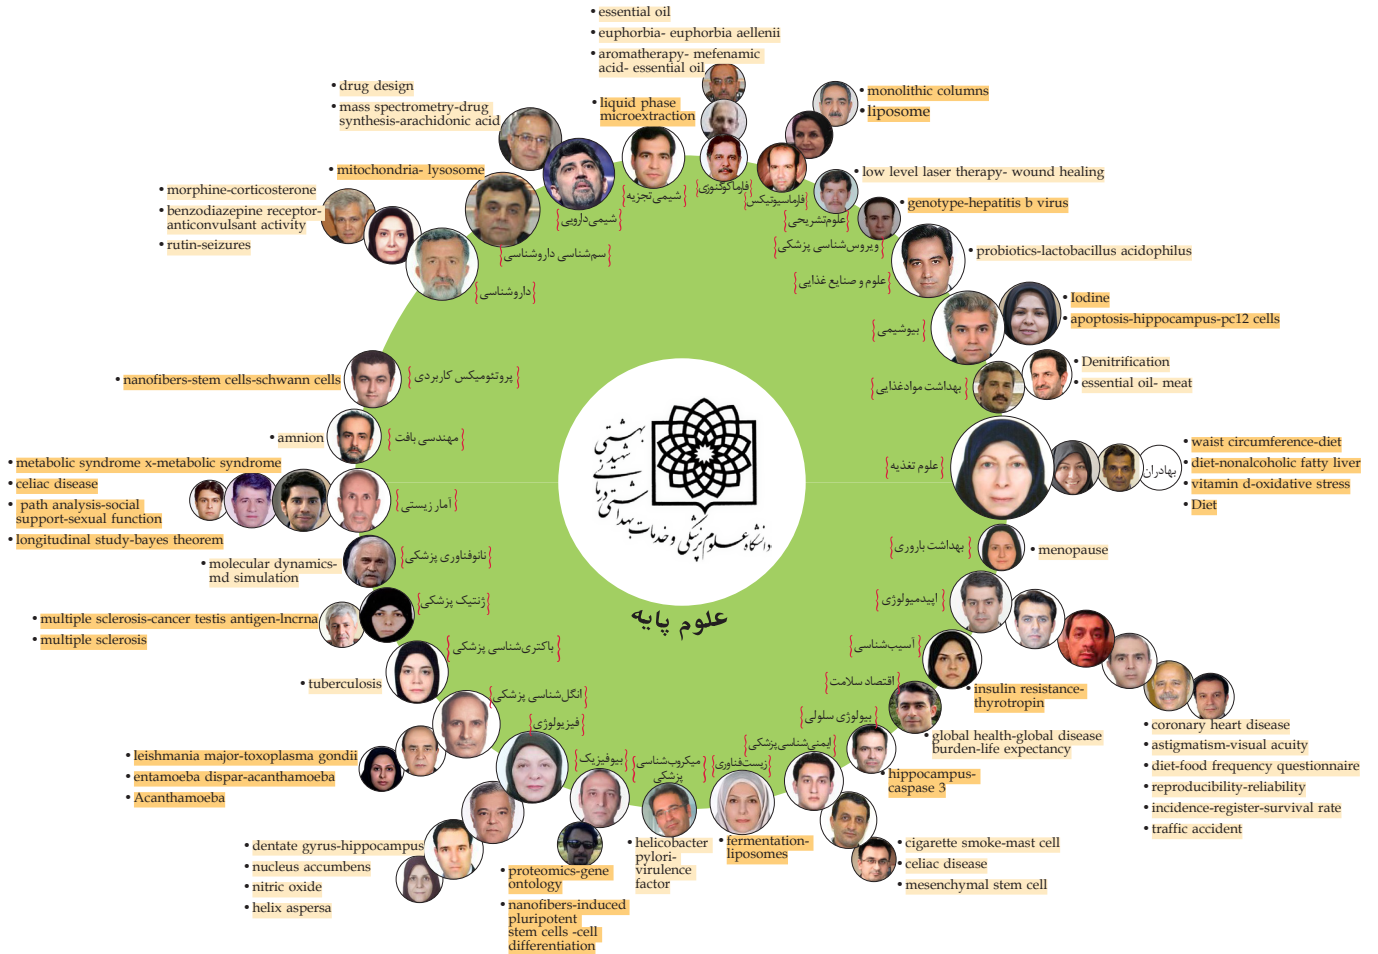 • essential oil
• euphorbia- euphorbia aellenii
• aromatherapy- mefenamic
acid- essential oil
• liquid phase
microextraction
• drug design
• mass spectrometry-drug
synthesis-arachidonic acid
• mitochondria- lysosome
• morphine-corticosterone
• benzodiazepine receptor-
anticonvulsant activity
• rutin-seizures
• monolithic columns
• liposome
• low level laser therapy- wound healing
• genotype-hepatitis b virus
• probiotics-lactobacillus acidophilus
• Iodine
• apoptosis-hippocampus-pc12 cells
• Denitrification
• essential oil- meat
• waist circumference-diet
• diet-nonalcoholic fatty liver
• vitamin d-oxidative stress
• Diet
بهادران
• menopause
• coronary heart disease
• astigmatism-visual acuity
• diet-food frequency questionnaire
• reproducibility-reliability
• incidence-register-survival rate
• traffic accident
• insulin resistance-
thyrotropin
• global health-global disease
burden-life expectancy
• hippocampus-
caspase 3
• cigarette smoke-mast cell
• celiac disease
• mesenchymal stem cell
• fermentation-
liposomes
• helicobacter
pylori-
virulence
factor
• proteomics-gene
ontology
• nanofibers-induced
pluripotent
stem cells -cell
differentiation
• dentate gyrus-hippocampus
• nucleus accumbens
• nitric oxide
• helix aspersa
• leishmania major-toxoplasma gondii
• entamoeba dispar-acanthamoeba
• Acanthamoeba
• tuberculosis
• multiple sclerosis-cancer testis antigen-lncrna
• multiple sclerosis
• molecular dynamics-
md simulation
• metabolic syndrome x-metabolic syndrome
• celiac disease
• path analysis-social
support-sexual function
• longitudinal study-bayes theorem
• amnion
• nanofibers-stem cells-schwann cells
{فارماکوگنوزی}
{فارماسیوتیکس}
{علوم‌تشریحی}
{ویروس‌شناسی پزشکی}
{علوم و صنایع غذایی}
{بیوشیمی}
{بهداشت موادغذایی}
{علوم تغذیه}
{بهداشت باروری}
{اپیدمیولوژی}
{آسیب‌شناسی}
{اقتصاد سلامت}
{بیولوژی سلولی}
{ایمنی‌شناسی‌پزشکی}
{زیست‌فناوری}
{میکروب‌شناسی
پزشکی}
{بیوفیزیک}
{فیزیولوژی}
{انگل‌شناسی پزشکی}
{باکتری‌شناسی پزشکی}
{ژنتیک پزشکی}
{نانوفناوری پزشکی}
{آمار زیستی}
{مهندسی بافت}
{پروتئومیکس کاربردی}
{داروشناسی}
{سم‌شناسی داروشناسی}
{شیمی‌دارویی}
{شیمی‌تجزیه}
دانشگاه علوم پزشکی و خدمات بهداشتی درمانی شهید بهشتی
علوم پایه